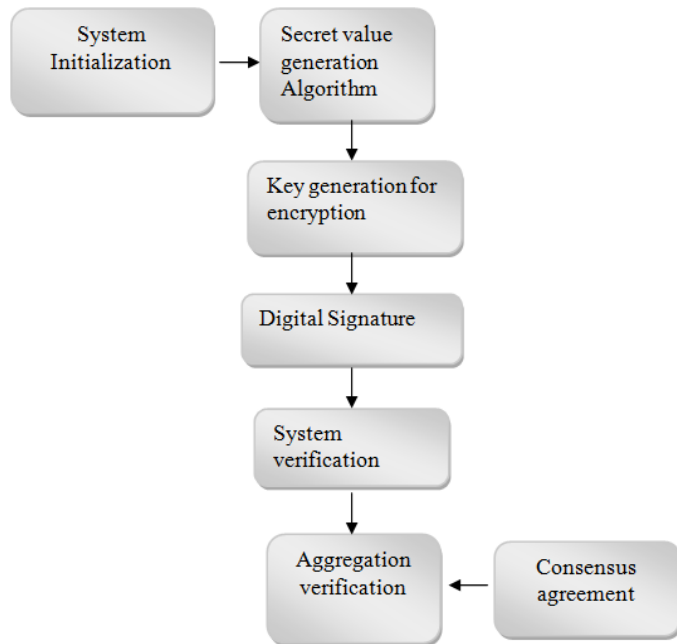 System
Initialization
Secret value
generation
Algorithm
Key generation for
encryption
Digital Signature
System
verification
Aggregation
verification
Consensus
agreement